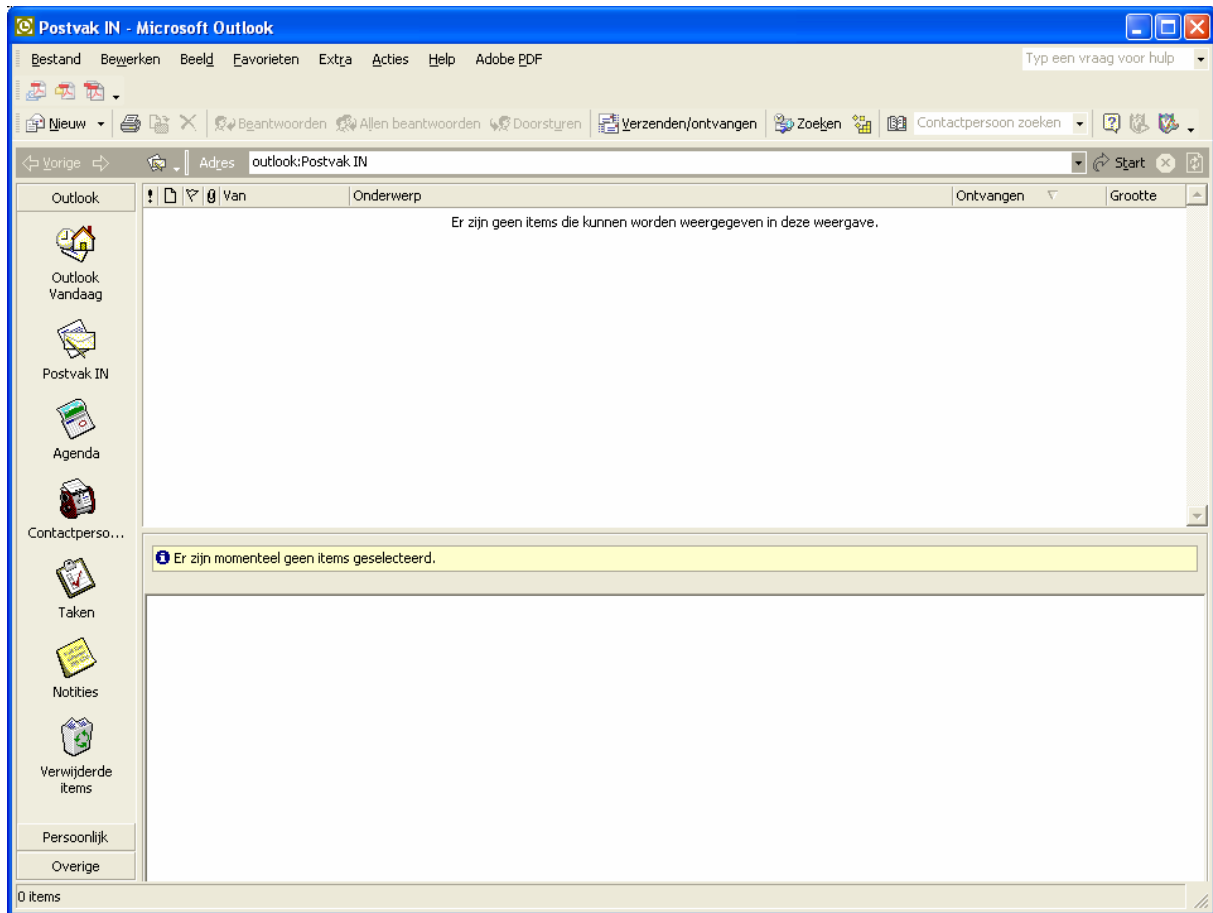 Postvak IN - Microsoft Outlook
Bestand Bewerken Beeld Favorieten Extra Acties Help Adobe PDF Typ een vraag voor hulp
Nieuw Beantwoorden Allen beantwoorden Doorsturen Verzenden/ontvangen Zoeken Contactpersoon zoeken
Vorige Adres outlook:Postvak IN Start
Outlook
! Van Onderwerp Ontvangen Grootte
Er zijn geen items die kunnen worden weergegeven in deze weergave.
Outlook
Vandaag
Postvak IN
Agenda
Contactperso...
Taken
Notities
Verwijderde
items
Persoonlijk
Overige
Er zijn momenteel geen items geselecteerd.
0 items